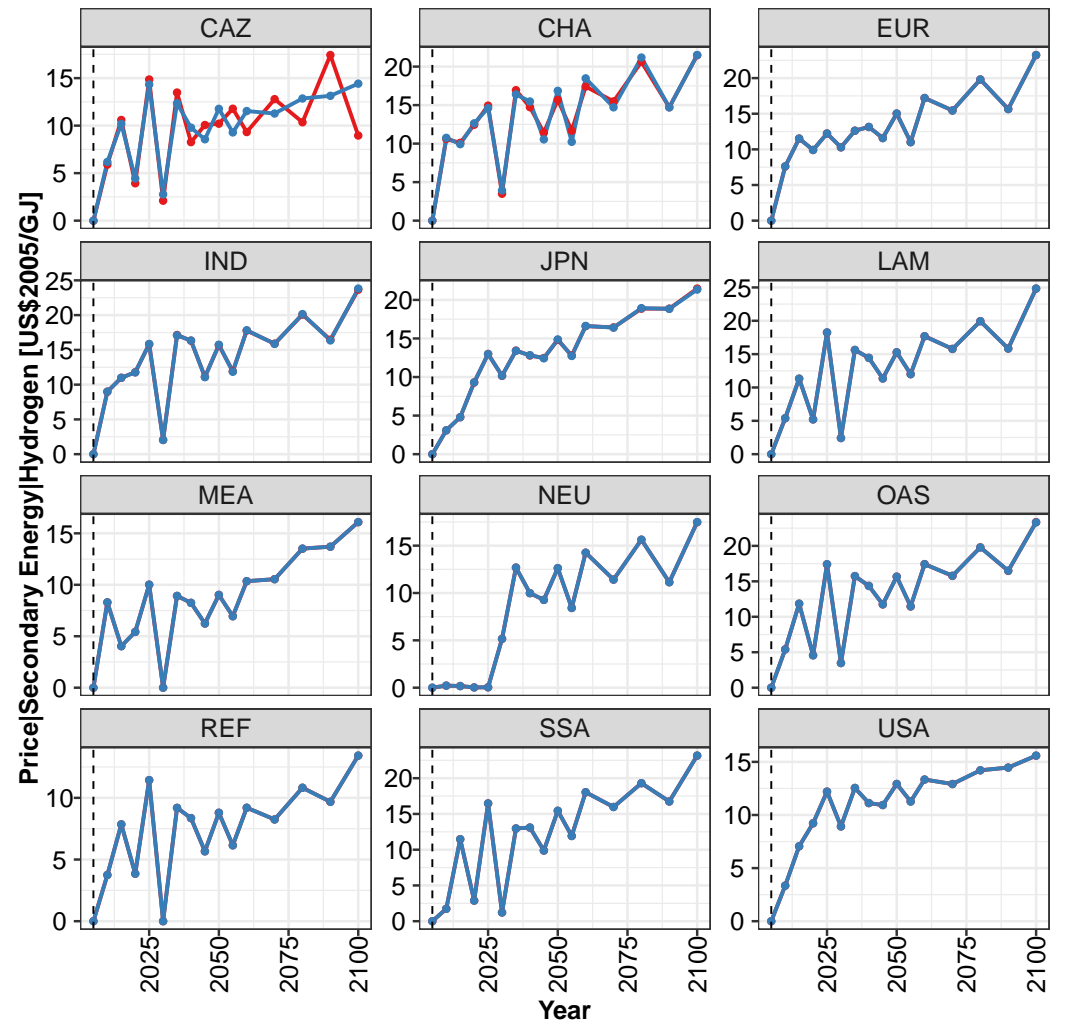 CAZ CHA EUR
15 10 5 0
20 15 10 5 0
20 15 10 5 0
IND JPN LAM
25 20 15 10 5 0
20 15 10 5 0
25 20 15 10 5 0
MEA NEU OAS
15 10 5 0
15 10 5 0
20 15 10 5 0
REF SSA USA
10 5 0
20 15 10 5 0
15 10 5 0
2025 2050 2075 2100
2025 2050 2075 2100
2025 2050 2075 2100
Year
Price|Secondary Energy|Hydrogen [US$2005/GJ]